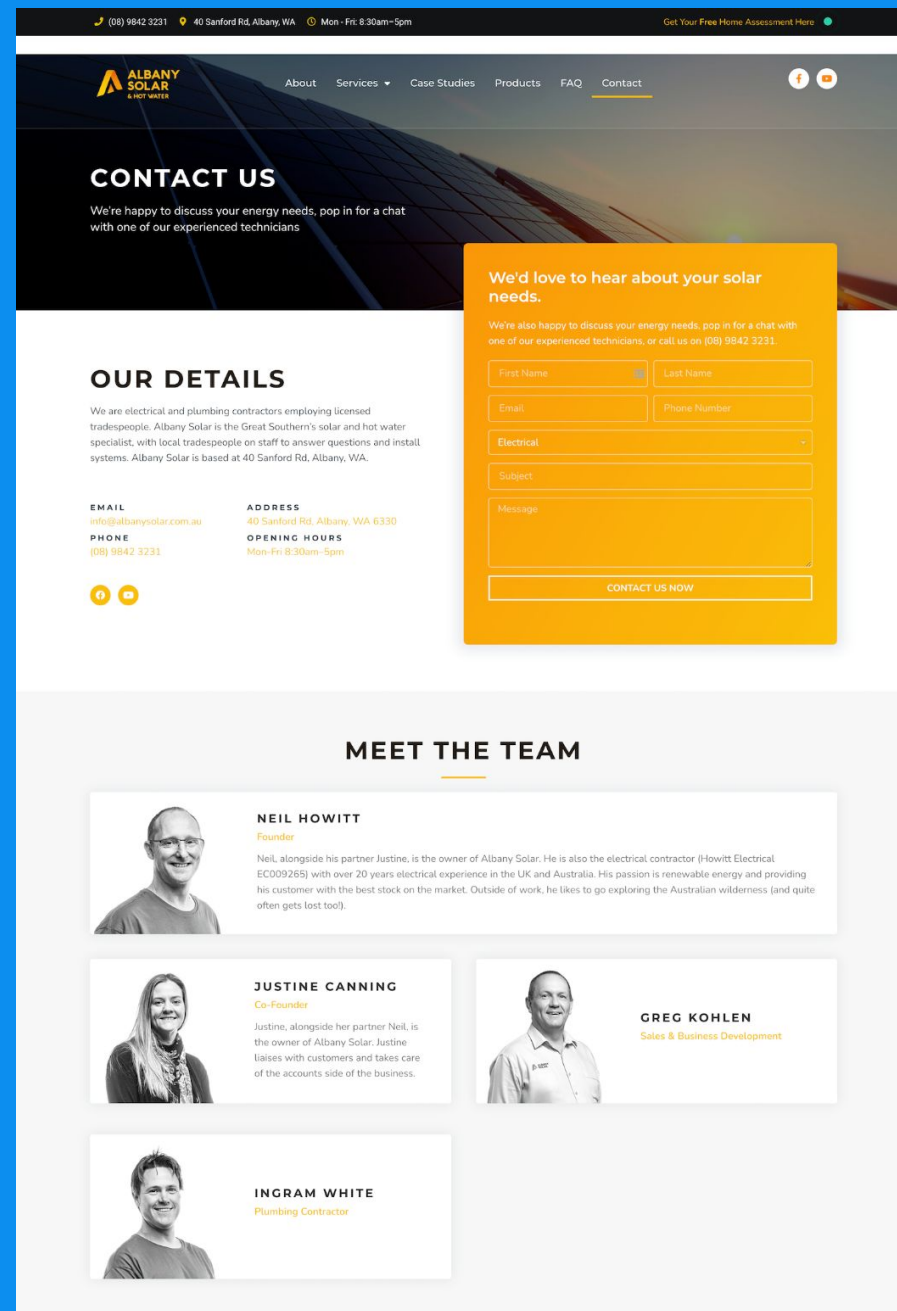 (08) 9842 3231 40 Sanford Rd, Albany, WA Mon - Fri: 8:30am–5pm Get Your Free Home Assessment Here
ALBANY
SOLAR
& HOT WATER
About Services Case Studies Products FAQ Contact
CONTACT US
We're happy to discuss your energy needs, pop in for a chat
with one of our experienced technicians
We'd love to hear about your solar
needs.
We're also happy to discuss your energy needs, pop in for a chat with
one of our experienced technicians, or call us on (08) 9842 3231.
First Name Last Name
Email Phone Number
Electrical
Subject
Message
CONTACT US NOW
OUR DETAILS
We are electrical and plumbing contractors employing licensed
tradespeople. Albany Solar is the Great Southern's solar and hot water
specialist, with local tradespeople on staff to answer questions and install
systems. Albany Solar is based at 40 Sanford Rd, Albany, WA.
EMAIL
info@albanysolar.com.au
PHONE
(08) 9842 3231
ADDRESS
40 Sanford Rd, Albany, WA 6330
OPENING HOURS
Mon-Fri 8:30am–5pm
MEET THE TEAM
NEIL HOWITT
Founder
Neil, alongside his partner Justine, is the owner of Albany Solar. He is also the electrical contractor (Howitt Electrical
EC009265) with over 20 years electrical experience in the UK and Australia. His passion is renewable energy and providing
his customer with the best stock on the market. Outside of work, he likes to go exploring the Australian wilderness (and quite
often gets lost too!).
JUSTINE CANNING
Co-Founder
Justine, alongside her partner Neil, is
the owner of Albany Solar. Justine
liaises with customers and takes care
of the accounts side of the business.
GREG KOHLEN
Sales & Business Development
INGRAM WHITE
Plumbing Contractor